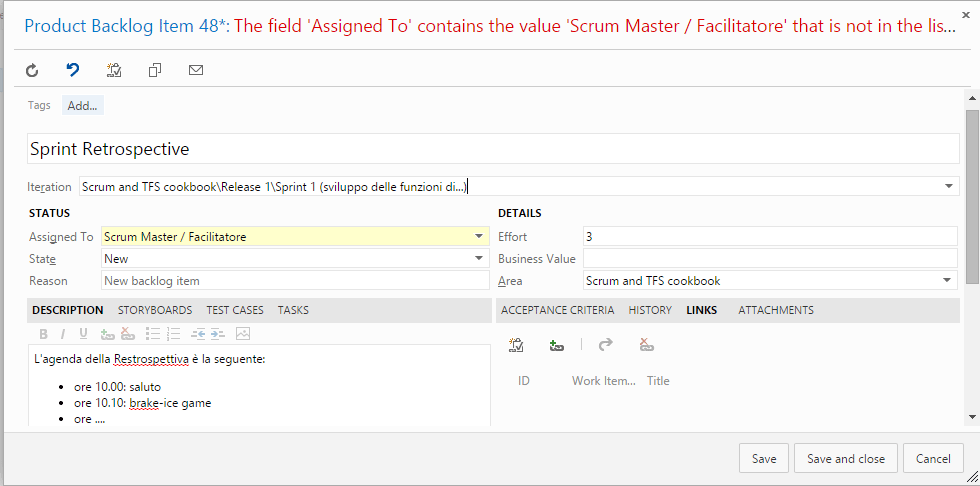 Product Backlog Item 48*: The field 'Assigned To' contains the value 'Scrum Master / Facilitatore' that is not in the lis...
Tags Add...
Sprint Retrospective
Iteration Scrum and TFS cookbook\Release 1\Sprint 1 (sviluppo delle funzioni di...)
STATUS
Assigned To Scrum Master / Facilitatore
State New
Reason New backlog item
DETAILS
Effort 3
Business Value
Area Scrum and TFS cookbook
DESCRIPTION STORYBOARDS TEST CASES TASKS
B I U
L'agenda della Restrospettiva è la seguente:
• ore 10.00: saluto
• ore 10.10: brake-ice game
• ore ....
ACCEPTANCE CRITERIA HISTORY LINKS ATTACHMENTS
ID Work Item... Title
Save Save and close Cancel